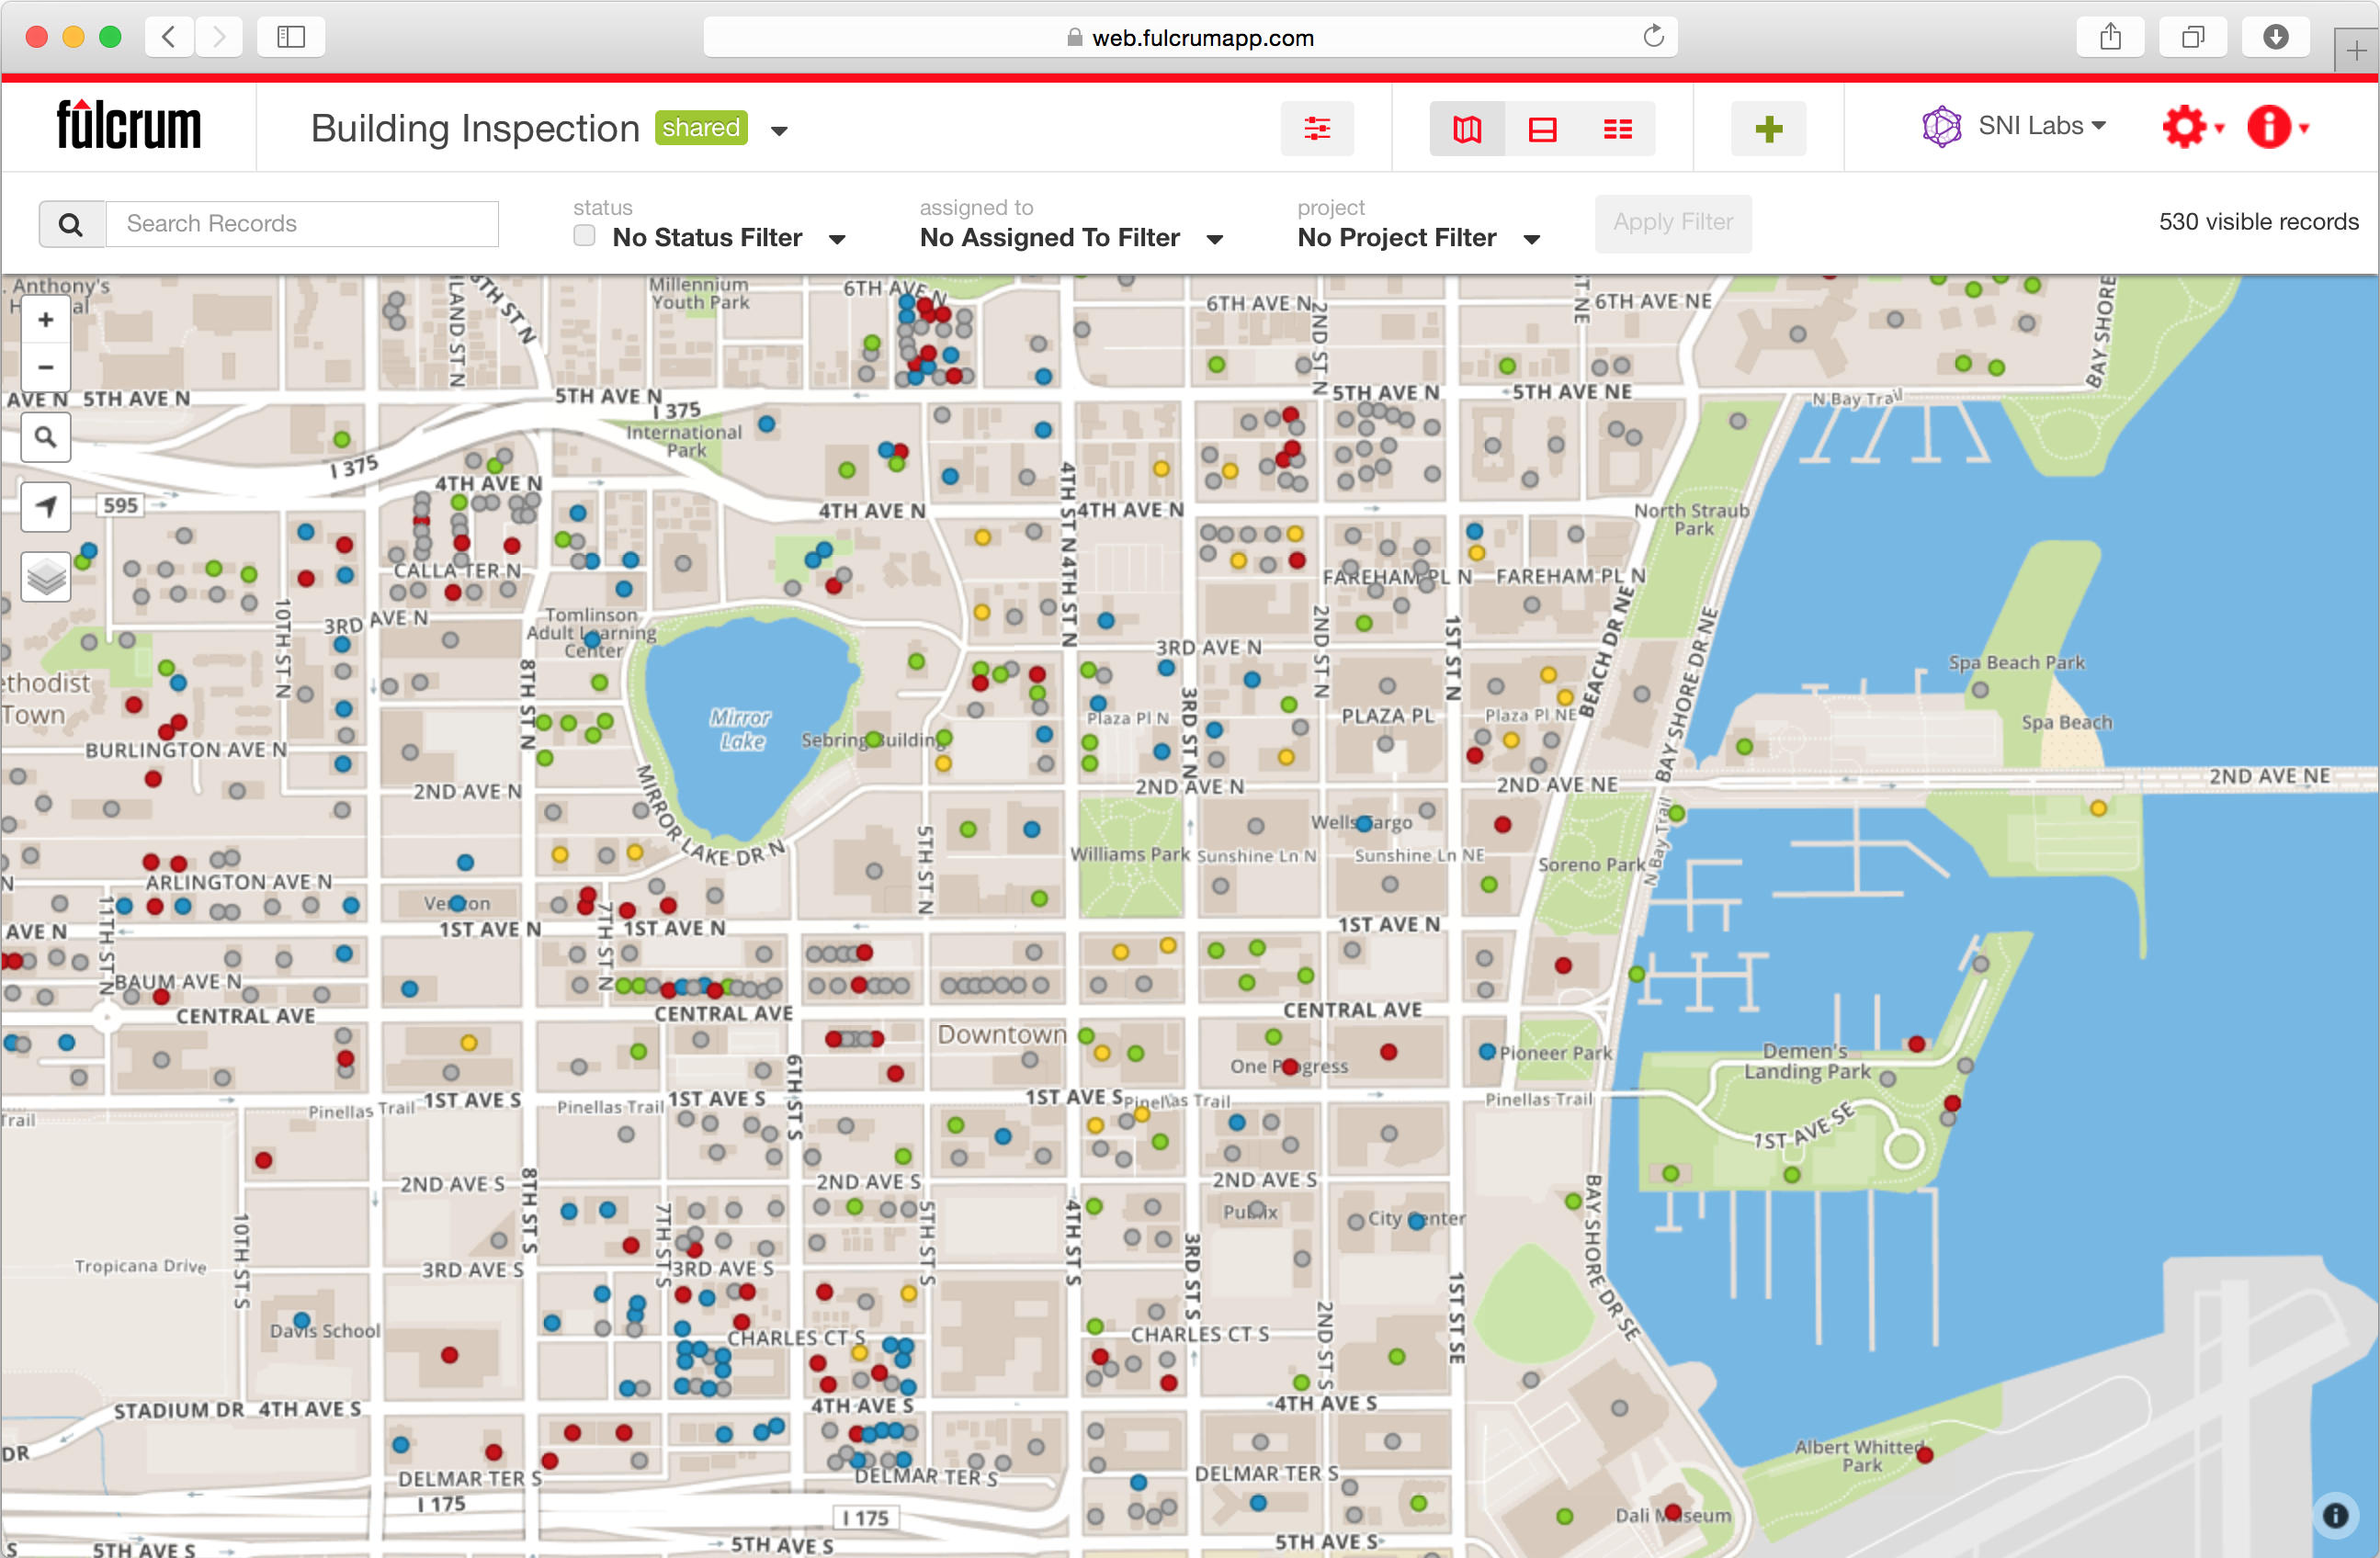 web.fulcrumapp.com
fulcrum
Building Inspection shared
SNI Labs
Search Records
status
No Status Filter
assigned to
No Assigned To Filter
project
No Project Filter
Apply Filter
530 visible records
. Anthony's
Millennium
Youth Park
6TH AVE N
6TH AVE N
6TH AVE NE
2ND ST N
BAY SHORE
5TH AVE N
AVE N
5TH AVE N
5TH AVE N
5TH AVE NE
N Bay Trail
I 375
International
Park
I 375
4TH AVE N
595
4TH AVE N
4TH ST N
4TH AVE N
North Straub
Park
4TH ST N
CALLA TER N
FAREHAM PL N
FAREHAM PL N
10TH ST N
3RD AVE N
Tomlinson
Adult Learning
Center
2ND ST N
1ST ST N
BEACH DR NE
BAY SHORE DR NE
3RD AVE N
Spa Beach Park
Spa Beach
ethodist
Town
8TH ST N
Mirror
Lake
Sebring Building
Plaza Pl N
3RD ST N
PLAZA PL
Plaza Pl NE
BURLINGTON AVE N
2ND AVE N
MIRROR LAKE DR N
2ND AVE N
2ND AVE NE
2ND AVE NE
Wells Fargo
N Bay Trail
5TH ST N
Williams Park
Sunshine Ln N
Sunshine Ln NE
Soreno Park
N
ARLINGTON AVE N
Verizon
11TH ST N
7TH ST N
AVE N
1ST AVE N
1ST AVE N
1ST AVE N
BAUM AVE N
CENTRAL AVE
CENTRAL AVE
CENTRAL AVE
Downtown
One Progress
Pioneer Park
Demen's
Landing Park
6TH ST S
Trail
Pinellas Trail
1ST AVE S
Pinellas Trail
1ST AVE S
1ST AVE S
Pinellas Trail
Pinellas Trail
1ST AVE SE
2ND AVE S
8TH ST S
2ND AVE S
2ND AVE S
10TH ST S
7TH ST S
5TH ST S
4TH ST S
3RD ST S
Publix
City Center
BAY SHORE DR SE
Tropicana Drive
3RD AVE S
3RD AVE S
Davis School
CHARLES CT S
CHARLES CT S
2ND ST S
1ST ST SE
STADIUM DR
4TH AVE S
4TH AVE S
4TH AVE S
DR
DELMAR TER S
DELMAR TER S
DELMAR TER S
Albert Whitted
Park
I 175
I 175
Dali Museum
S
5TH AVE S
5TH AVE S
5TH AVE S